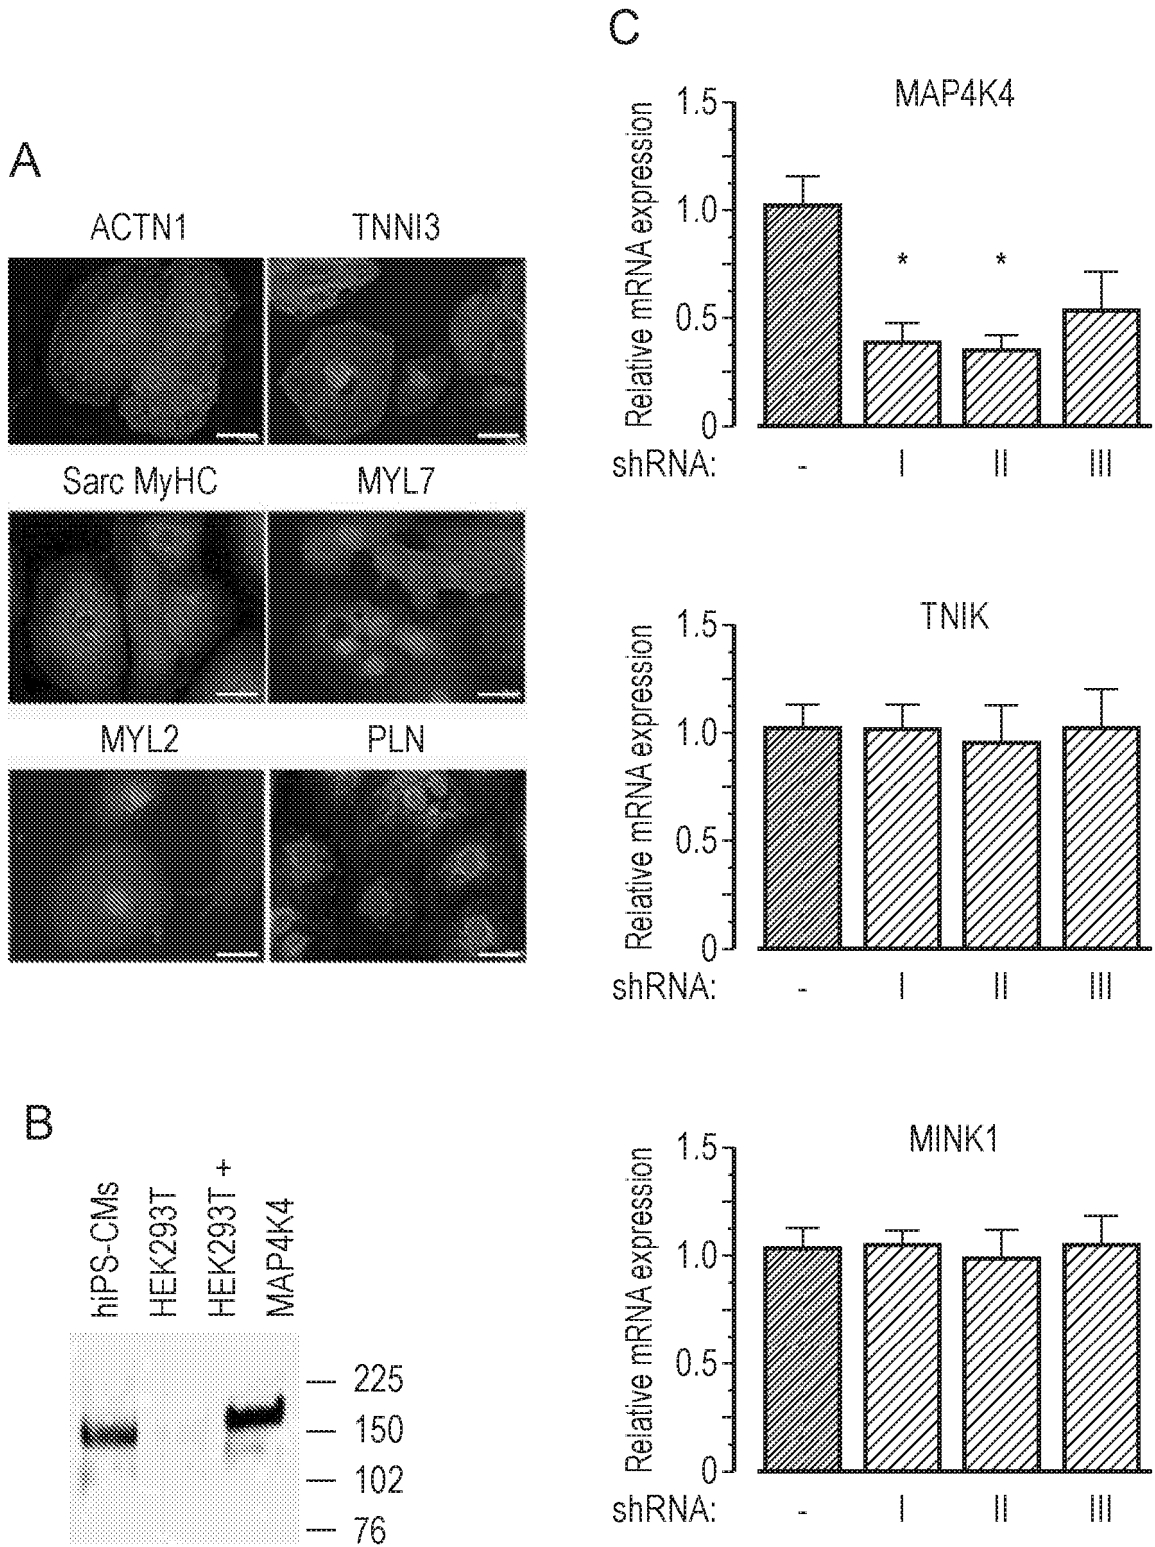 A
ACTN1
TNNI3
Sarc MyHC
MYL7
MYL2
PLN
B
hiPS-CMs
HEK293T
HEK293T +
MAP4K4
225
150
102
76
C
MAP4K4
Relative mRNA expression
1.5
1.0
0.5
0
*
*
shRNA: - I II III
TNIK
Relative mRNA expression
1.5
1.0
0.5
0
shRNA: - I II III
MINK1
Relative mRNA expression
1.5
1.0
0.5
0
shRNA: - I II III